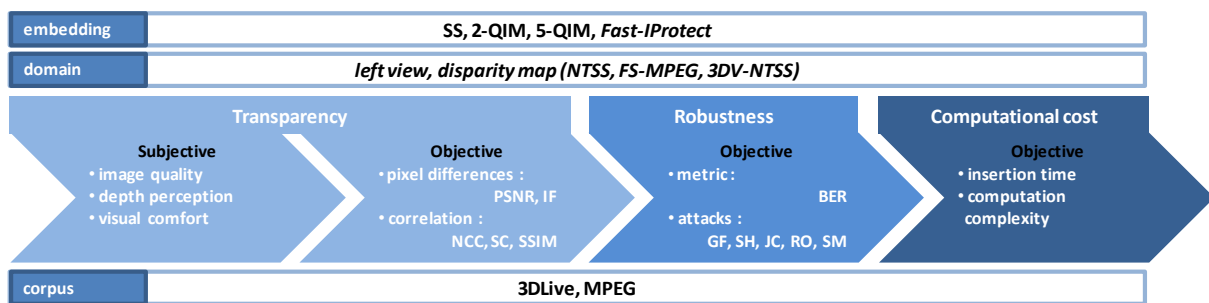 embedding SS, 2-QIM, 5-QIM, Fast-IProtect
domain left view, disparity map (NTSS, FS-MPEG, 3DV-NTSS)
Transparency
Subjective
• image quality
• depth perception
• visual comfort
Objective
• pixel differences :
PSNR, IF
• correlation :
NCC, SC, SSIM
Robustness
Objective
• metric :
BER
• attacks :
GF, SH, JC, RO, SM
Computational cost
Objective
• insertion time
• computation
complexity
corpus 3DLive, MPEG